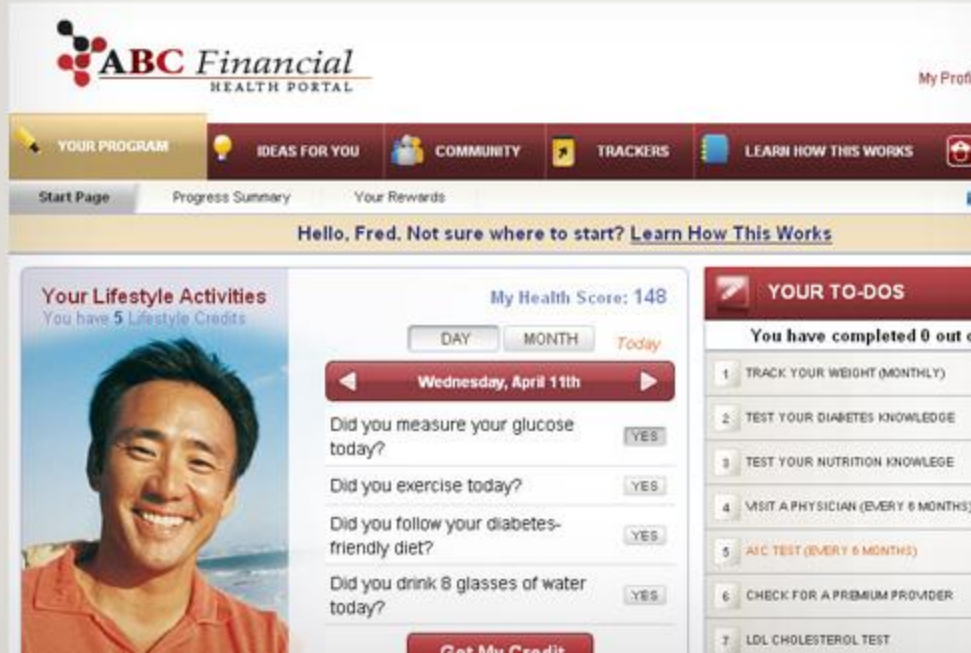 ABC Financial
HEALTH PORTAL
YOUR PROGRAM
IDEAS FOR YOU
COMMUNITY
TRACKERS
LEARN HOW THIS WORKS
Start Page
Progress Summary
Your Rewards
Hello, Fred. Not sure where to start? Learn How This Works
Your Lifestyle Activities
You have 5 Lifestyle Credits
My Health Score: 148
DAY
MONTH
Today
Wednesday, April 11th
Did you measure your glucose
today?
YES
Did you exercise today?
YES
Did you follow your diabetes-
friendly diet?
YES
Did you drink 8 glasses of water
today?
YES
Get My Credit
YOUR TO-DOS
You have completed 0 out
1 TRACK YOUR WEIGHT (MONTHLY)
2 TEST YOUR DIABETES KNOWLEDGE
3 TEST YOUR NUTRITION KNOWLEGE
4 VISIT A PHYSICIAN (EVERY 6 MONTHS)
5 A1C TEST (EVERY 6 MONTHS)
6 CHECK FOR A PREMIUM PROVIDER
7 LDL CHOLESTEROL TEST